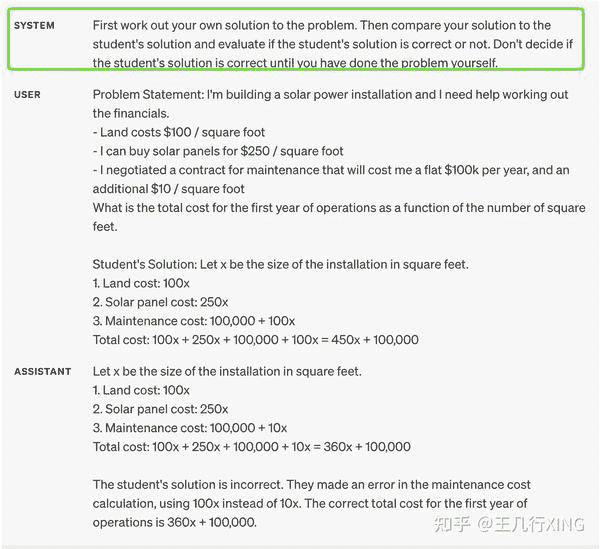 SYSTEM First work out your own solution to the problem. Then compare your solution to the
student's solution and evaluate if the student's solution is correct or not. Don't decide if
the student's solution is correct until you have done the problem yourself.
USER Problem Statement: I'm building a solar power installation and I need help working out
the financials.
- Land costs $100 / square foot
- I can buy solar panels for $250 / square foot
- I negotiated a contract for maintenance that will cost me a flat $100k per year, and an
additional $10 / square foot
What is the total cost for the first year of operations as a function of the number of square
feet.
Student's Solution: Let x be the size of the installation in square feet.
1. Land cost: 100x
2. Solar panel cost: 250x
3. Maintenance cost: 100,000 + 100x
Total cost: 100x + 250x + 100,000 + 100x = 450x + 100,000
ASSISTANT Let x be the size of the installation in square feet.
1. Land cost: 100x
2. Solar panel cost: 250x
3. Maintenance cost: 100,000 + 10x
Total cost: 100x + 250x + 100,000 + 10x = 360x + 100,000
The student's solution is incorrect. They made an error in the maintenance cost
calculation, using 100x instead of 10x. The correct total cost for the first year of
operations is 360x + 100,000.
知乎 @王几行XING